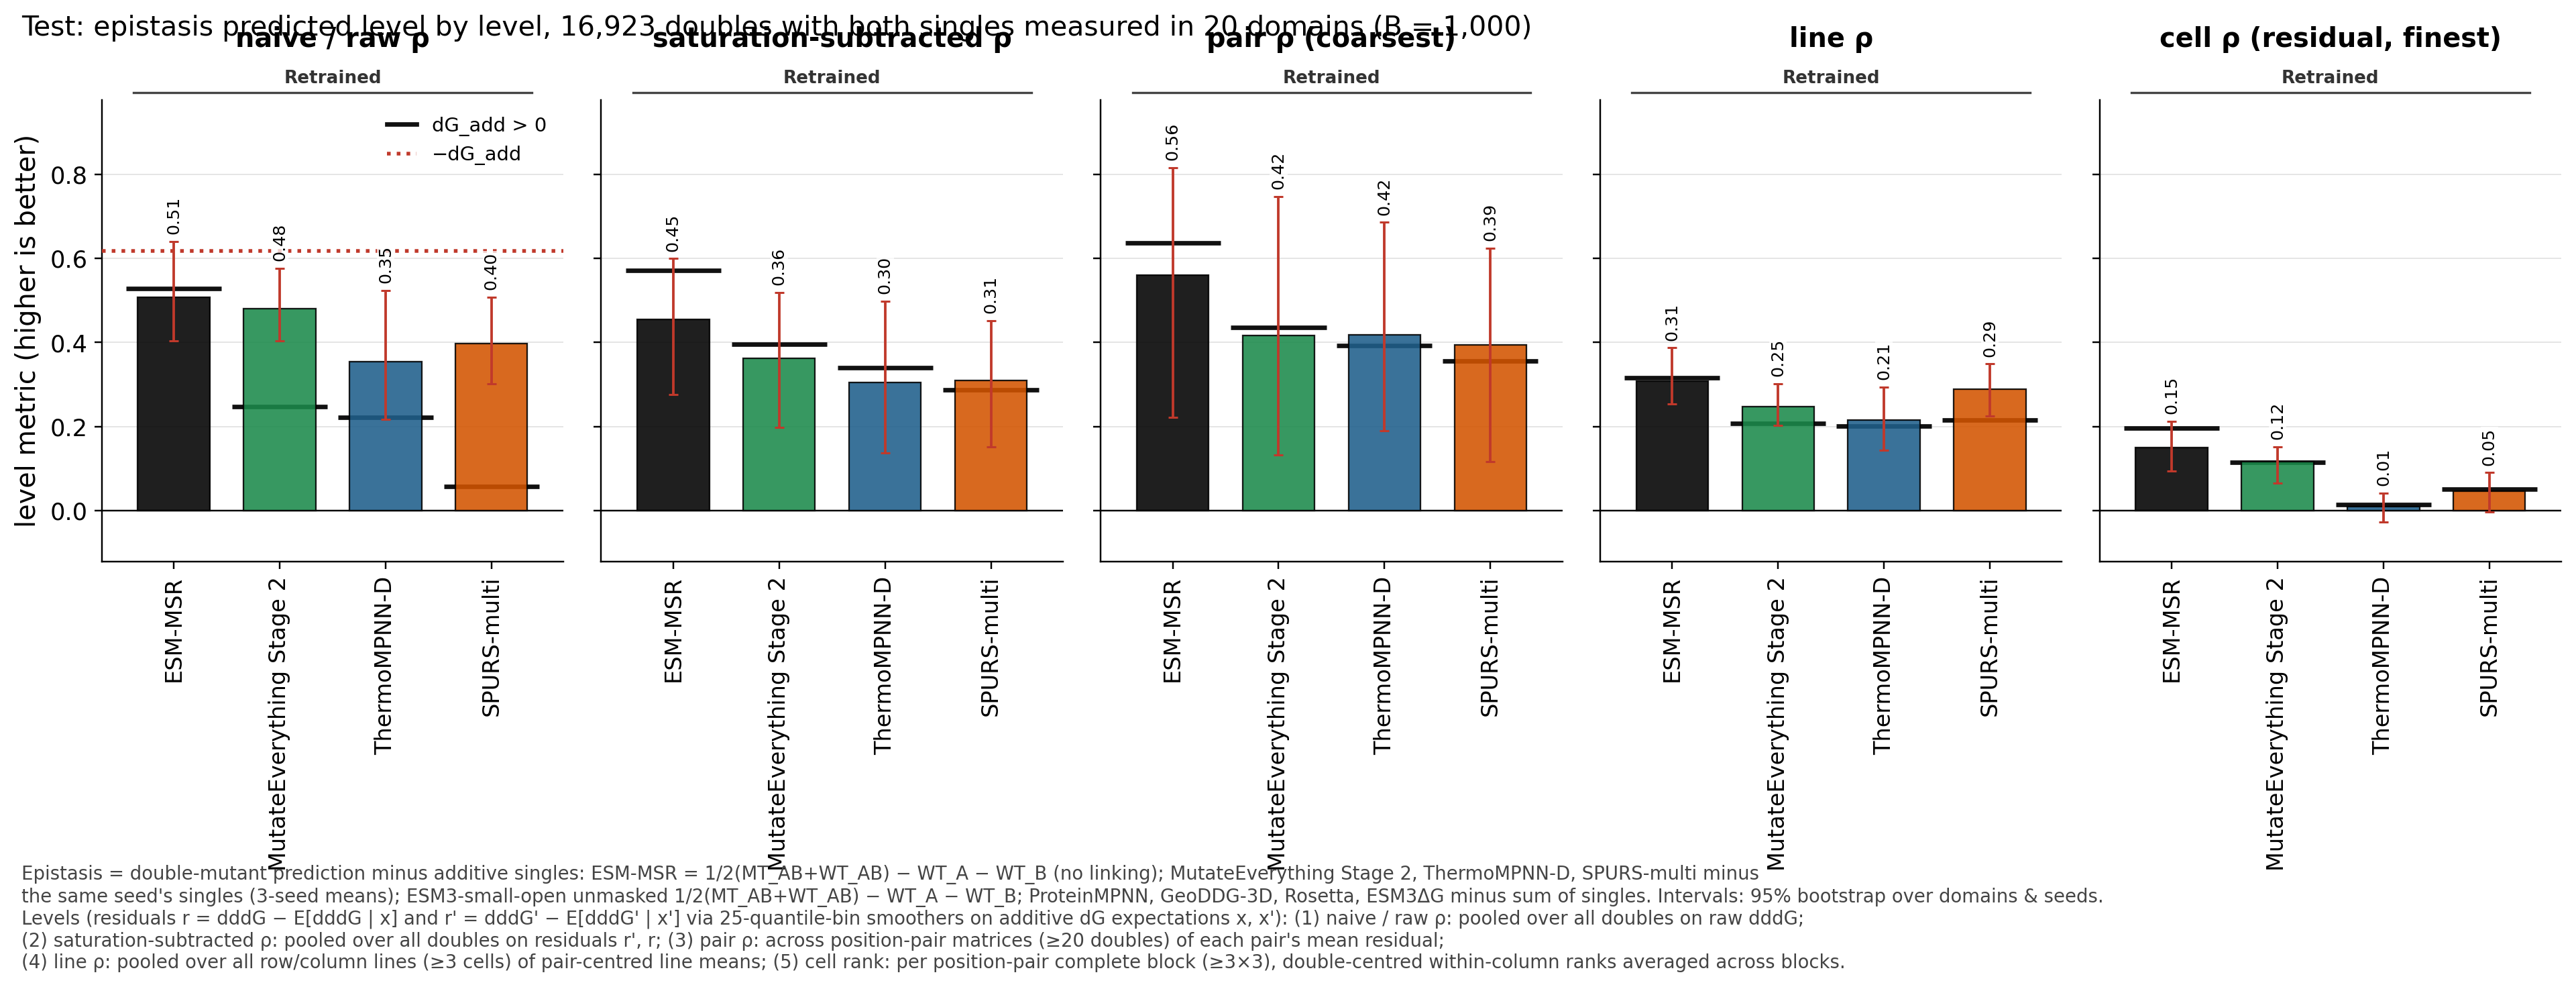 Test: epistasis predicted level by level, 16,923 doubles with both singles measured in 20 domains (B = 1,000)
naive / raw ρ
saturation-subtracted ρ
pair ρ (coarsest)
line ρ
cell ρ (residual, finest)
Retrained
Retrained
Retrained
Retrained
Retrained
dG_add > 0
−dG_add
level metric (higher is better)
0.8
0.6
0.4
0.2
0.0
0.51
0.48
0.35
0.40
0.45
0.36
0.30
0.31
0.56
0.42
0.42
0.39
0.31
0.25
0.21
0.29
0.15
0.12
0.01
0.05
ESM-MSR
MutateEverything Stage 2
ThermoMPNN-D
SPURS-multi
ESM-MSR
MutateEverything Stage 2
ThermoMPNN-D
SPURS-multi
ESM-MSR
MutateEverything Stage 2
ThermoMPNN-D
SPURS-multi
ESM-MSR
MutateEverything Stage 2
ThermoMPNN-D
SPURS-multi
ESM-MSR
MutateEverything Stage 2
ThermoMPNN-D
SPURS-multi
Epistasis = double-mutant prediction minus additive singles: ESM-MSR = 1/2(MT_AB+WT_AB) − WT_A − WT_B (no linking); MutateEverything Stage 2, ThermoMPNN-D, SPURS-multi minus
the same seed's singles (3-seed means); ESM3-small-open unmasked 1/2(MT_AB+WT_AB) − WT_A − WT_B; ProteinMPNN, GeoDDG-3D, Rosetta, ESM3ΔG minus sum of singles. Intervals: 95% bootstrap over domains & seeds.
Levels (residuals r = dddG − E[dddG | x] and r' = dddG' − E[dddG' | x'] via 25-quantile-bin smoothers on additive dG expectations x, x'): (1) naive / raw ρ: pooled over all doubles on raw dddG;
(2) saturation-subtracted ρ: pooled over all doubles on residuals r', r; (3) pair ρ: across position-pair matrices (≥20 doubles) of each pair's mean residual;
(4) line ρ: pooled over all row/column lines (≥3 cells) of pair-centred line means; (5) cell rank: per position-pair complete block (≥3×3), double-centred within-column ranks averaged across blocks.